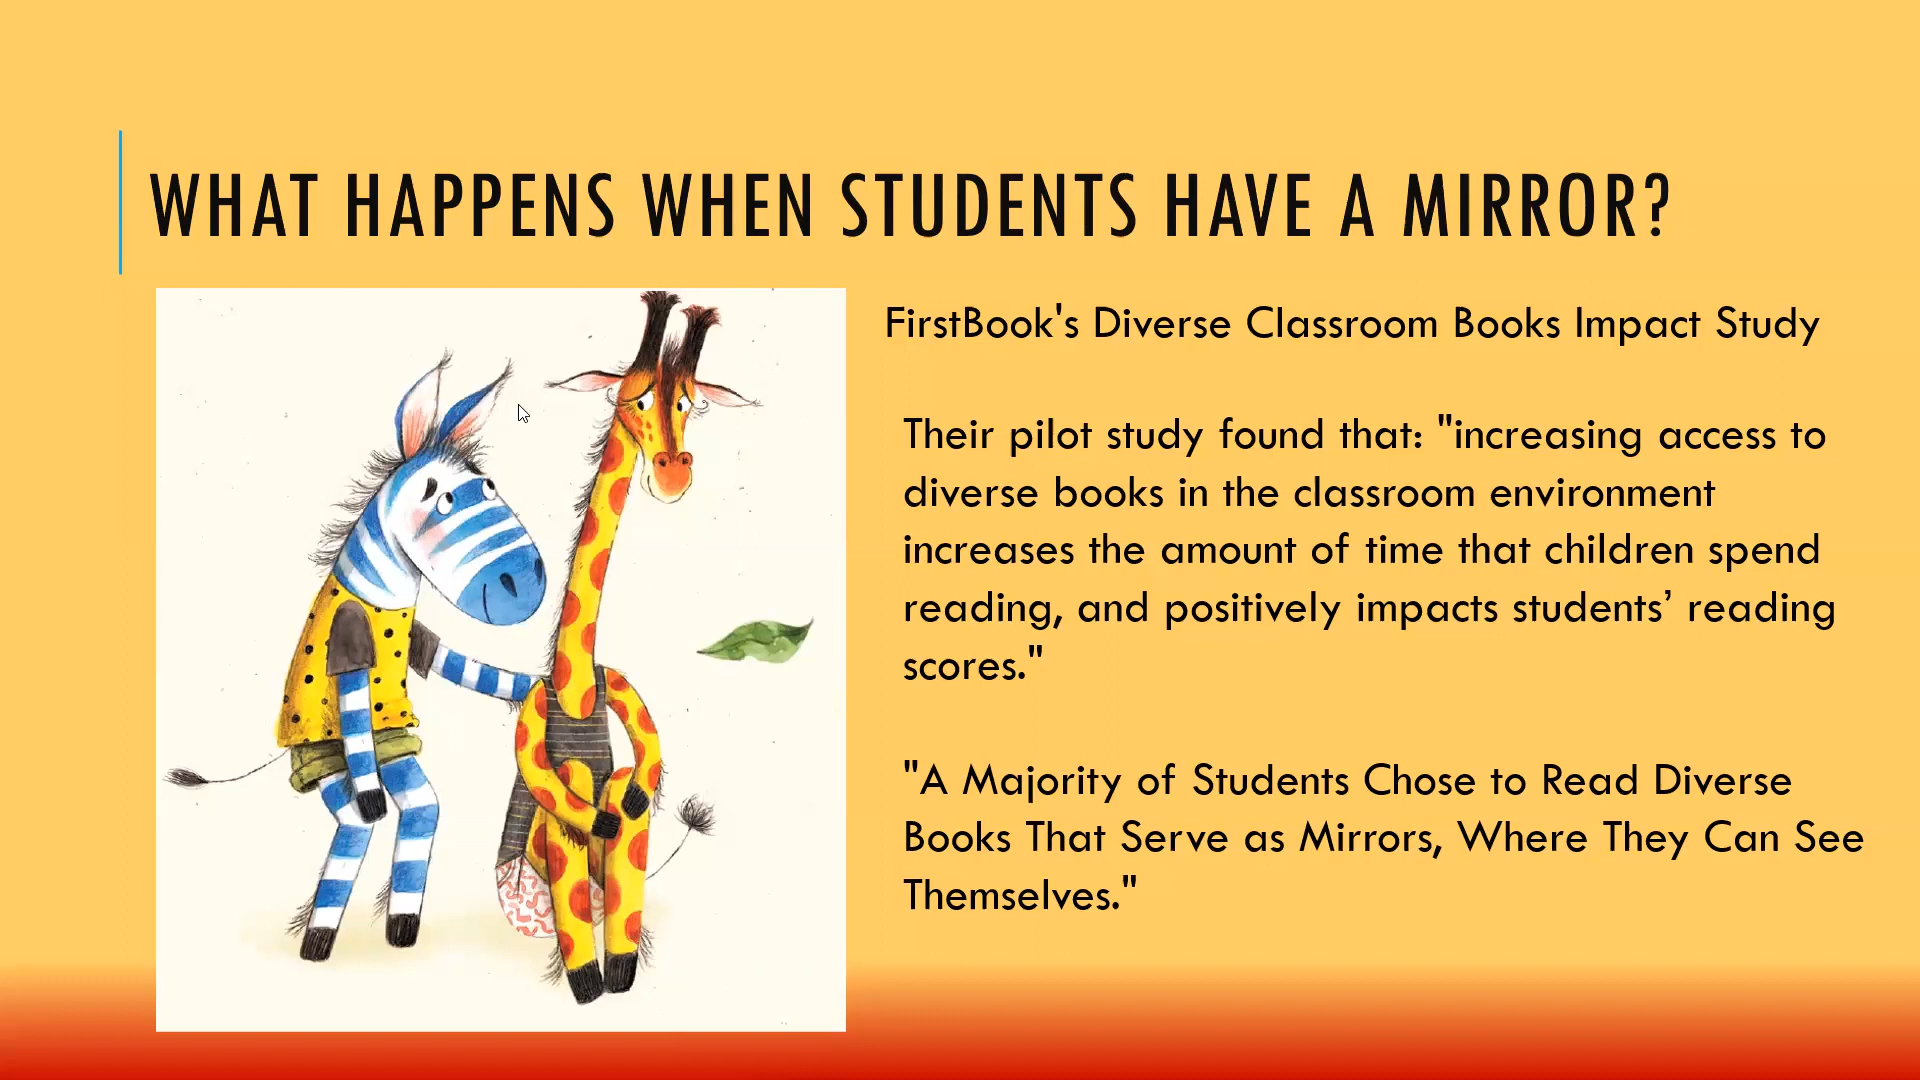 WHAT HAPPENS WHEN STUDENTS HAVE A MIRROR?
FirstBook's Diverse Classroom Books Impact Study
Their pilot study found that: "increasing access to
diverse books in the classroom environment
increases the amount of time that children spend
reading, and positively impacts students’ reading
scores."
"A Majority of Students Chose to Read Diverse
Books That Serve as Mirrors, Where They Can See
Themselves."